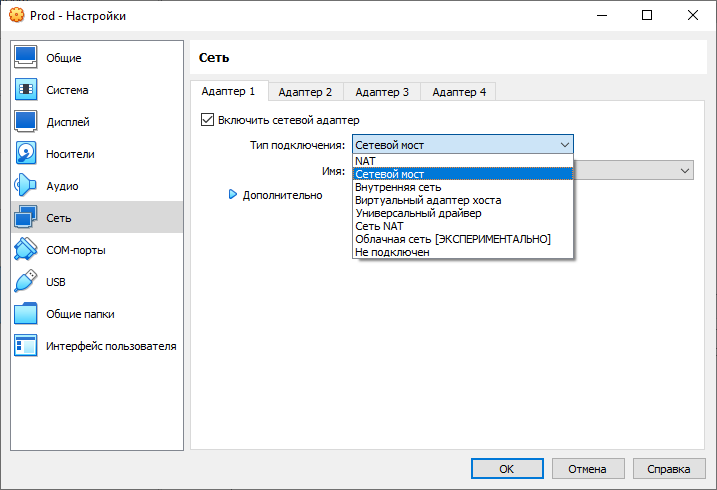 Prod - Настройки
Общие
Система
Дисплей
Носители
Аудио
Сеть
COM-порты
USB
Общие папки
Интерфейс пользователя
Сеть
Адаптер 1
Адаптер 2
Адаптер 3
Адаптер 4
Включить сетевой адаптер
Тип подключения: Сетевой мост
NAT
Сетевой мост
Внутренняя сеть
Виртуальный адаптер хоста
Универсальный драйвер
Сеть NAT
Облачная сеть [ЭКСПЕРИМЕНТАЛЬНО]
Не подключен
Имя:
Дополнительно
OK
Отмена
Справка